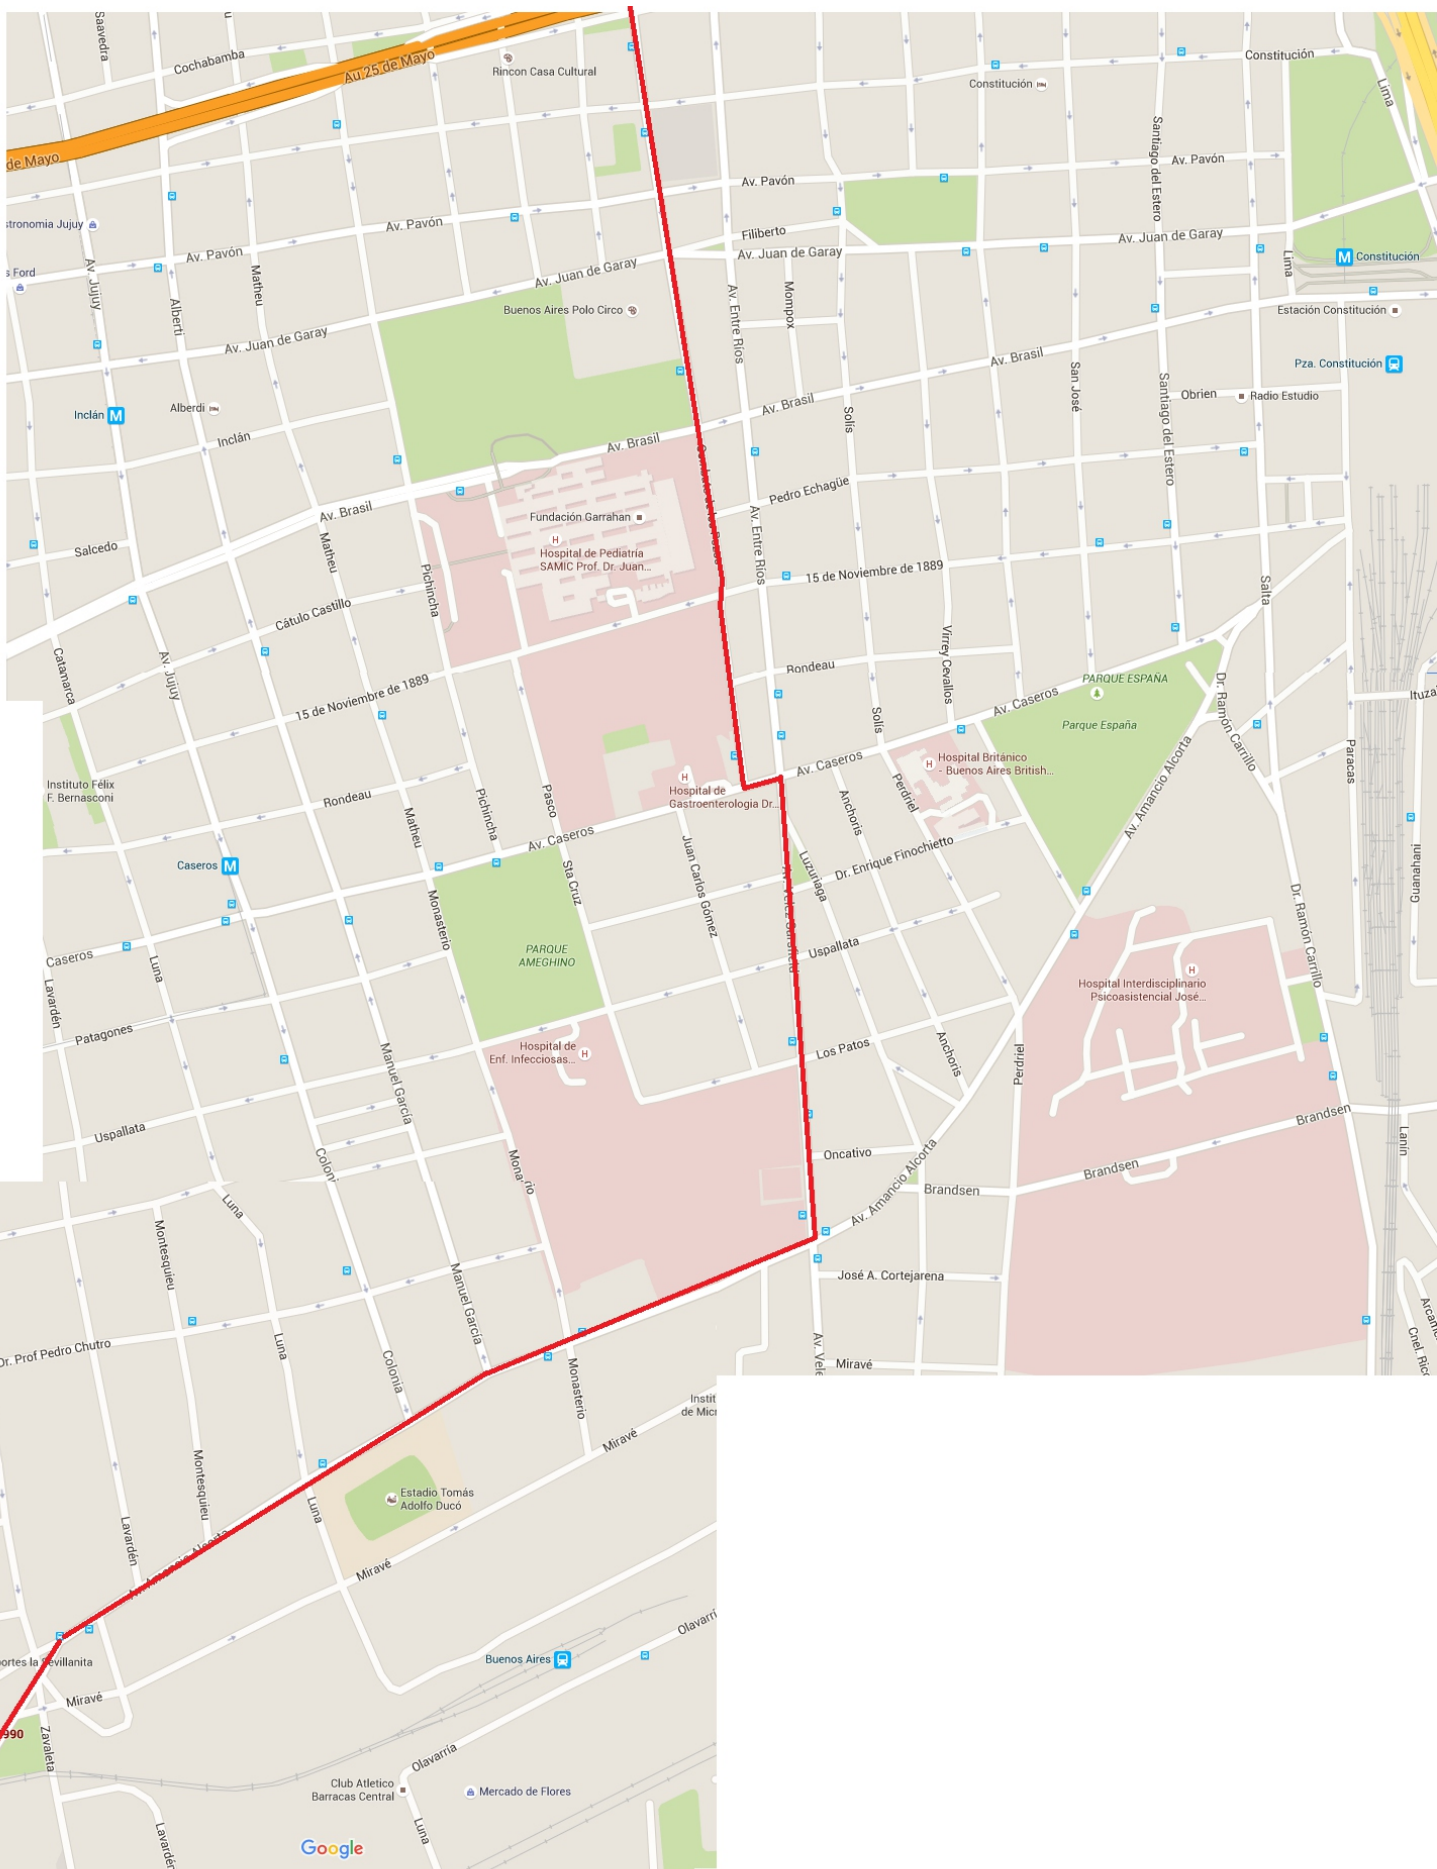 Saavedra
Cochabamba
Au 25 de Mayo
Rincon Casa Cultural
Constitución
Constitución
Lima
de Mayo
Santiago del Estero
Av. Pavón
Av. Pavón
stronomia Jujuy
Av. Pavón
Filiberto
Av. Juan de Garay
Av. Juan de Garay
Av. Pavón
s Ford
Av. Jujuy
Matheu
Av. Juan de Garay
Lima
Constitución
Alberti
Buenos Aires Polo Circo
Av. Entre Ríos
Mompox
Estación Constitución
Av. Juan de Garay
Av. Brasil
San José
Pza. Constitución
Santiago del Estero
Obrien
Radio Estudio
Inclán
Alberdi
Av. Brasil
Solís
Inclán
Av. Brasil
Pedro Echagüe
Av. Brasil
Fundación Garrahan
Av. Entre Ríos
Salcedo
Matheu
Hospital de Pediatría
SAMIC Prof. Dr. Juan...
15 de Noviembre de 1889
Pichincha
Salta
Cátulo Castillo
Virrey Cevallos
Catamarca
Av. Jujuy
Rondeau
PARQUE ESPAÑA
Parque España
Dr. Ramón Carrillo
Ituza
15 de Noviembre de 1889
Av. Caseros
Solís
Paracas
Av. Caseros
Hospital Británico
- Buenos Aires British...
Av. Amancio Alcorta
Instituto Félix
F. Bernasconi
Rondeau
Pichincha
Pasco
Hospital de
Gastroenterologia Dr...
Perdriel
Anchoris
Matheu
Av. Caseros
Juan Carlos Gómez
Luzuriaga
Dr. Enrique Finochietto
Caseros
Sta Cruz
Guanahani
Monasterio
PARQUE
AMEGHINO
Uspallata
Dr. Ramón Carrillo
Caseros
Luna
Lavardén
Hospital Interdisciplinario
Psicoasistencial José...
Patagones
Hospital de
Enf. Infecciosas...
Los Patos
Anchoris
Perdriel
Manuel García
Uspallata
Brandsen
Lanín
Oncativo
Brandsen
Av. Amancio Alcorta
Brandsen
Luna
Montesquieu
José A. Cortejarena
Manuel García
Dr. Prof Pedro Chutro
Luna
Colonia
Miravé
Monasterio
Miravé
Montesquieu
Estadio Tomás
Adolfo Ducó
Luna
Lavardén
Miravé
Olavarri
Buenos Aires
ortes la Sevillanita
Miravé
990
Zavaleta
Olavarría
Club Atletico
Barracas Central
Mercado de Flores
Luna
Lavardén
Google